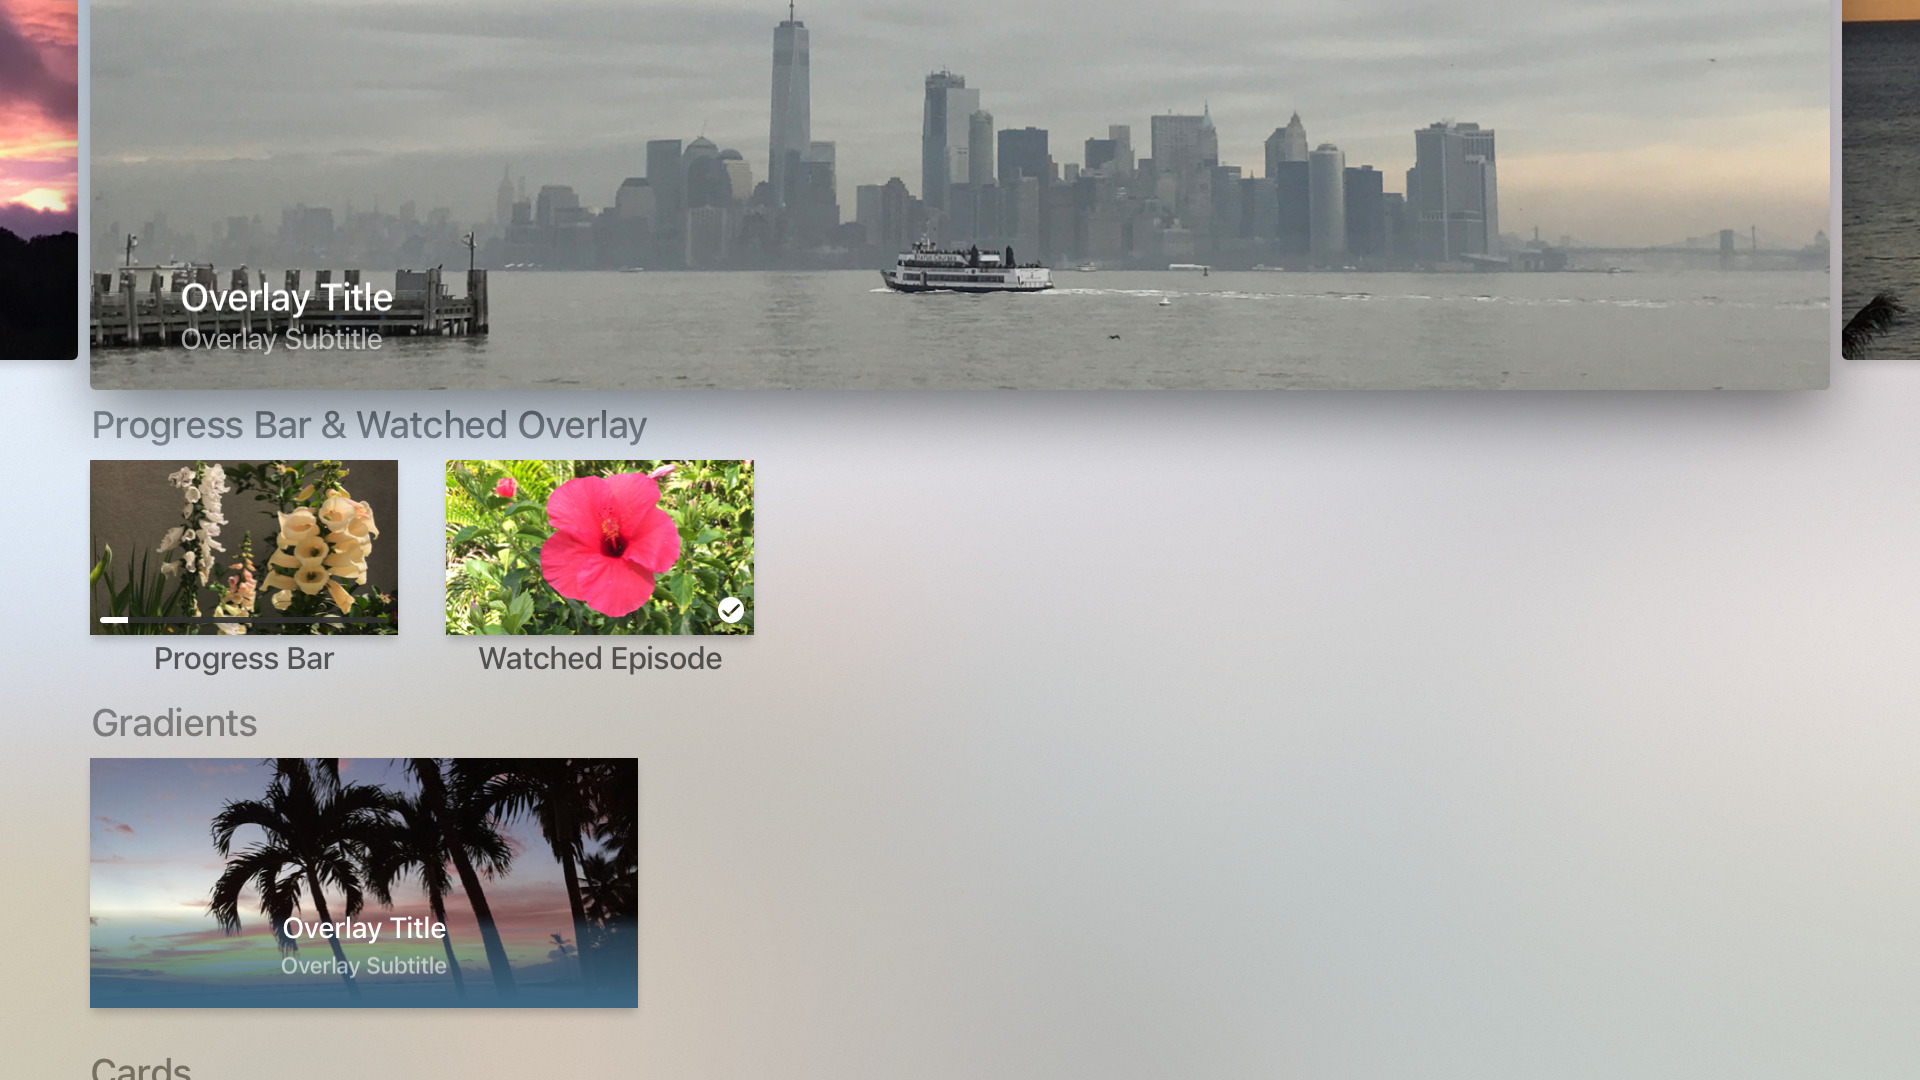 Overlay Title
Overlay Subtitle
Progress Bar & Watched Overlay
Progress Bar
Watched Episode
Gradients
Overlay Title
Overlay Subtitle
Cards